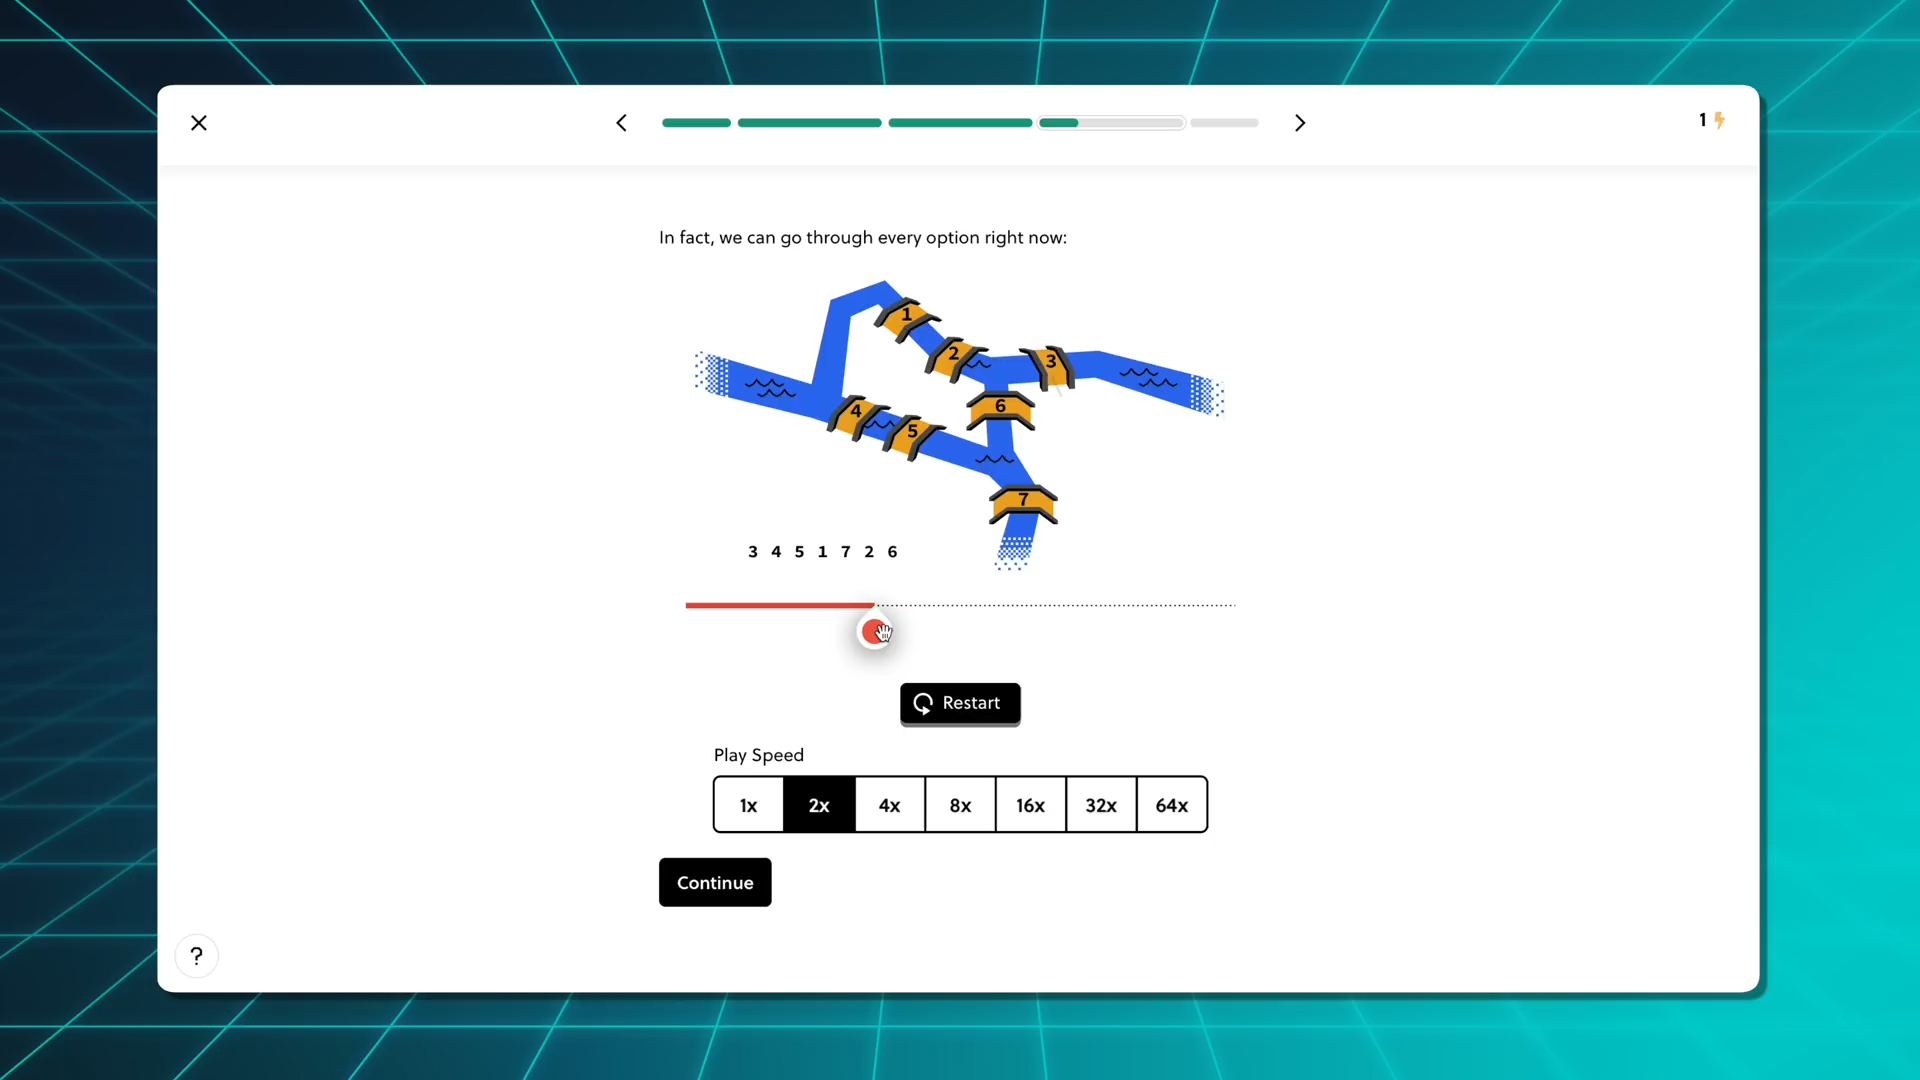 1
In fact, we can go through every option right now:
1
2
3
4
5
6
7
3 4 5 1 7 2 6
Restart
Play Speed
1x 2x 4x 8x 16x 32x 64x
Continue
?